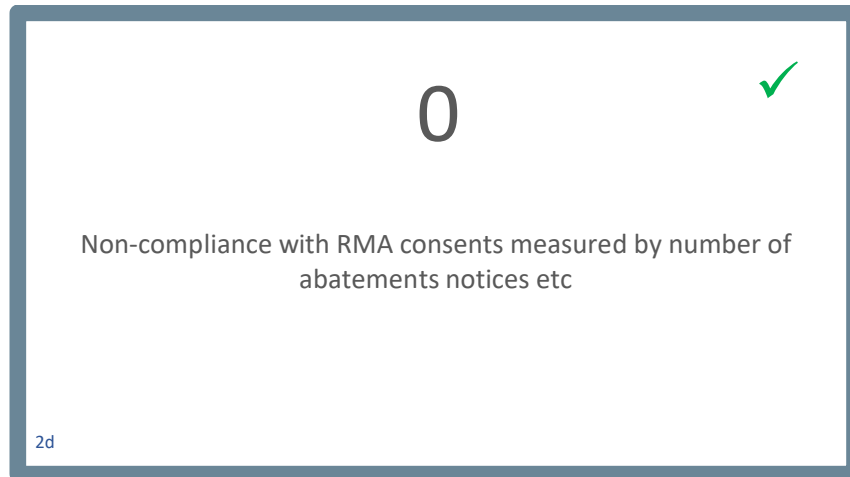 0
✓
Non-compliance with RMA consents measured by number of
abatements notices etc
2d